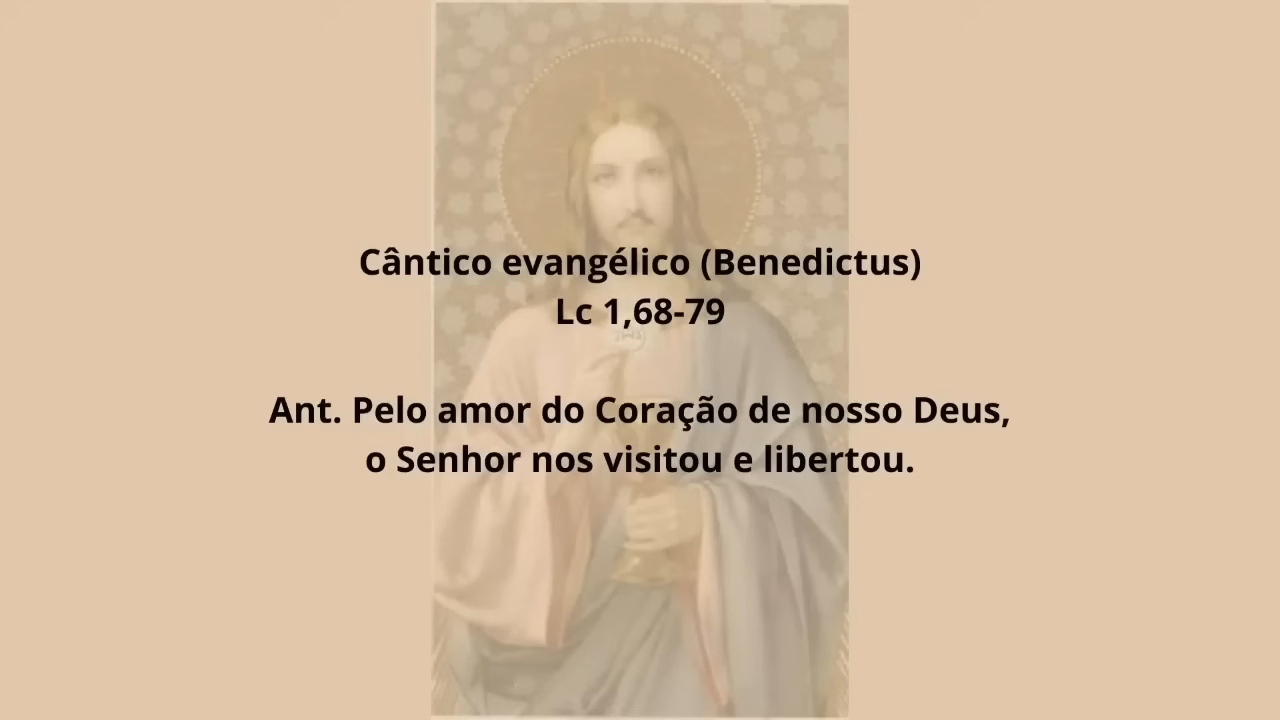 Cântico evangélico (Benedictus)
Lc 1,68-79
Ant. Pelo amor do Coração de nosso Deus,
o Senhor nos visitou e libertou.